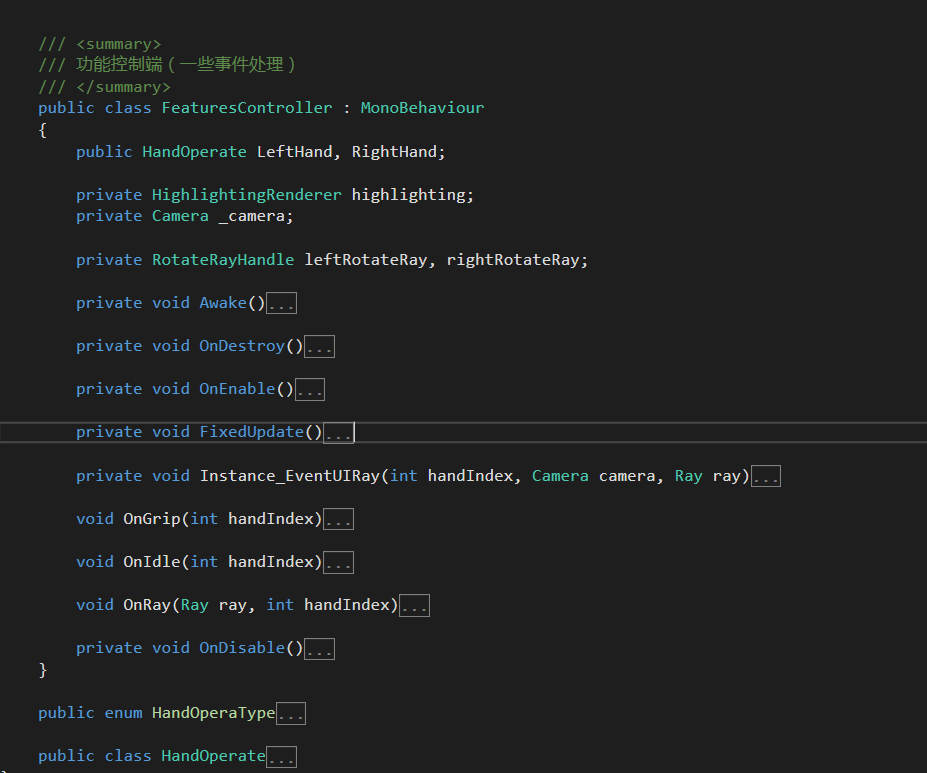 /// <summary>
/// 功能控制端（一些事件处理）
/// </summary>
public class FeaturesController : MonoBehaviour
{
public HandOperate LeftHand, RightHand;
private HighlightingRenderer highlighting;
private Camera _camera;
private RotateRayHandle leftRotateRay, rightRotateRay;
private void Awake()...
private void OnDestroy()...
private void OnEnable()...
private void FixedUpdate()...
private void Instance_EventUIRay(int handIndex, Camera camera, Ray ray)...
void OnGrip(int handIndex)...
void OnIdle(int handIndex)...
void OnRay(Ray ray, int handIndex)...
private void OnDisable()...
}
public enum HandOperaType...
public class HandOperate...